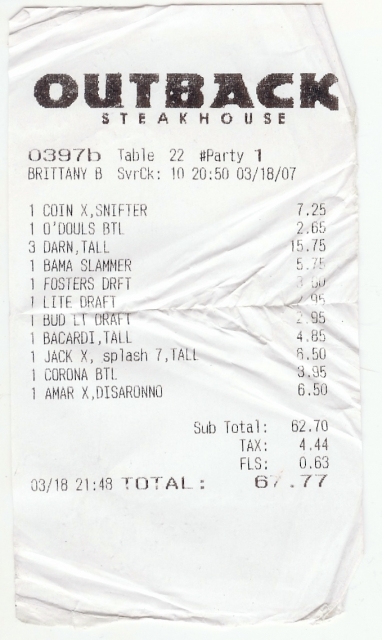 OUTBACK
STEAKHOUSE
0397b Table 22 #Party 1
BRITTANY B SvrCk: 10 20:50 03/18/07
1 COIN X,SNIFTER 7.25
1 O'DOULS BTL 2.65
3 DARN,TALL 15.75
1 BAMA SLAMMER 5.75
1 FOSTERS DRFT 3.60
1 LITE DRAFT 2.95
1 BUD LT DRAFT 2.95
1 BACARDI,TALL 4.85
1 JACK X, splash 7,TALL 6.50
1 CORONA BTL 3.95
1 AMAR X,DISARONNO 6.50
Sub Total: 62.70
TAX: 4.44
FLS: 0.63
03/18 21:48 TOTAL: 67.77